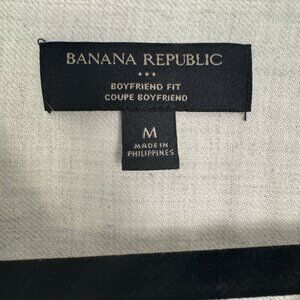 BANANA REPUBLIC
BOYFRIEND FIT
COUPE BOYFRIEND
M
MADE IN
PHILIPPINES